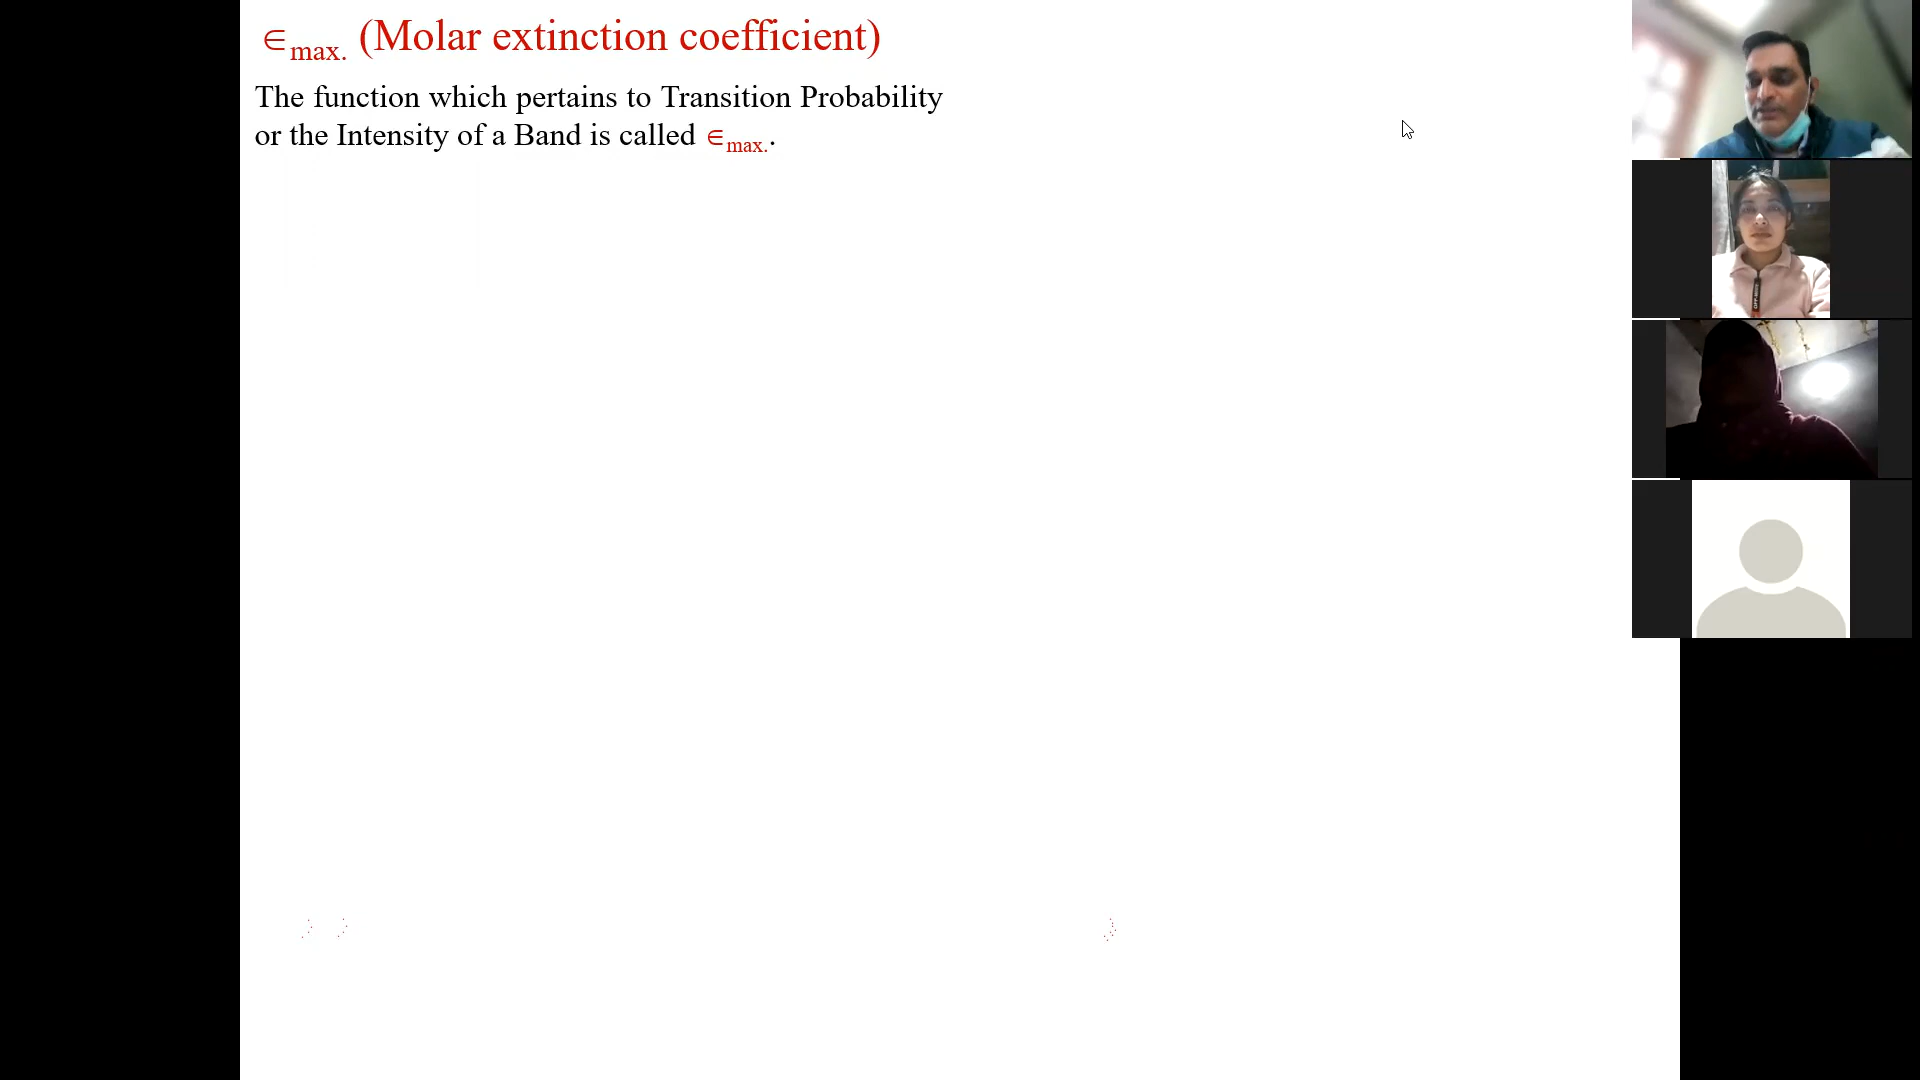 ∈max. (Molar extinction coefficient)
The function which pertains to Transition Probability
or the Intensity of a Band is called ∈max..